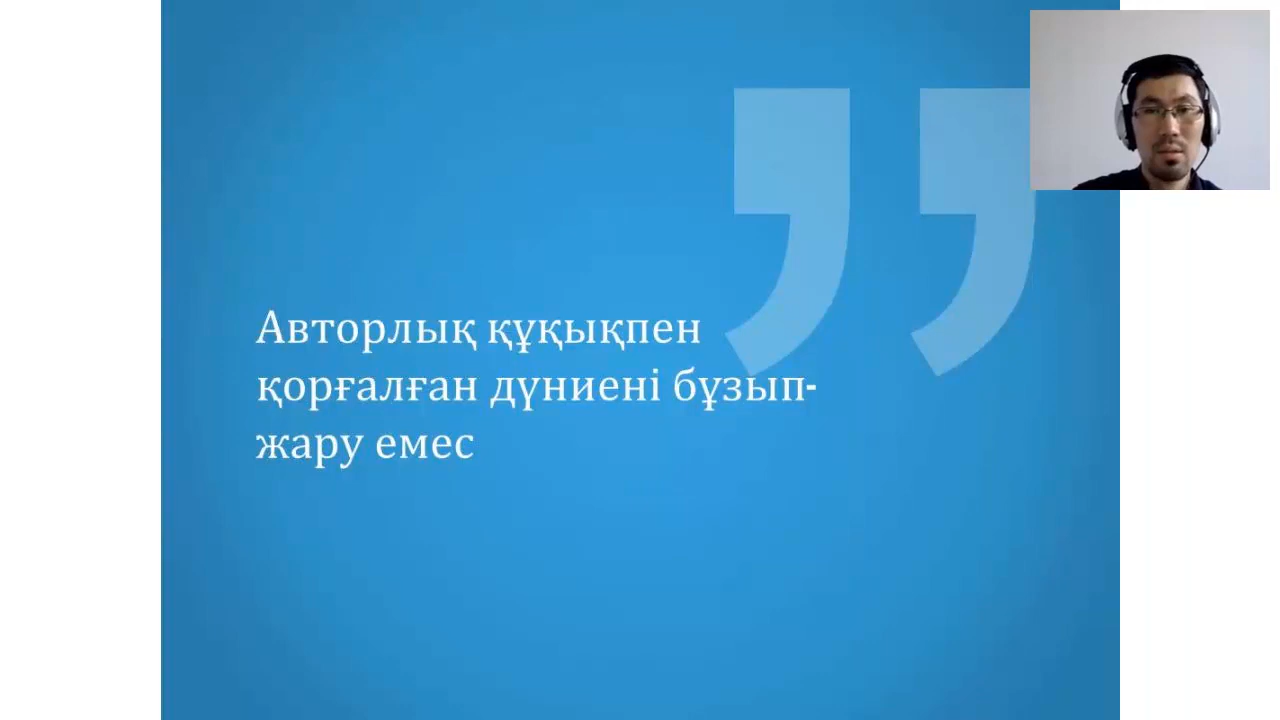 Авторлық құқықпен
қорғалған дүниені бұзып-
жару емес